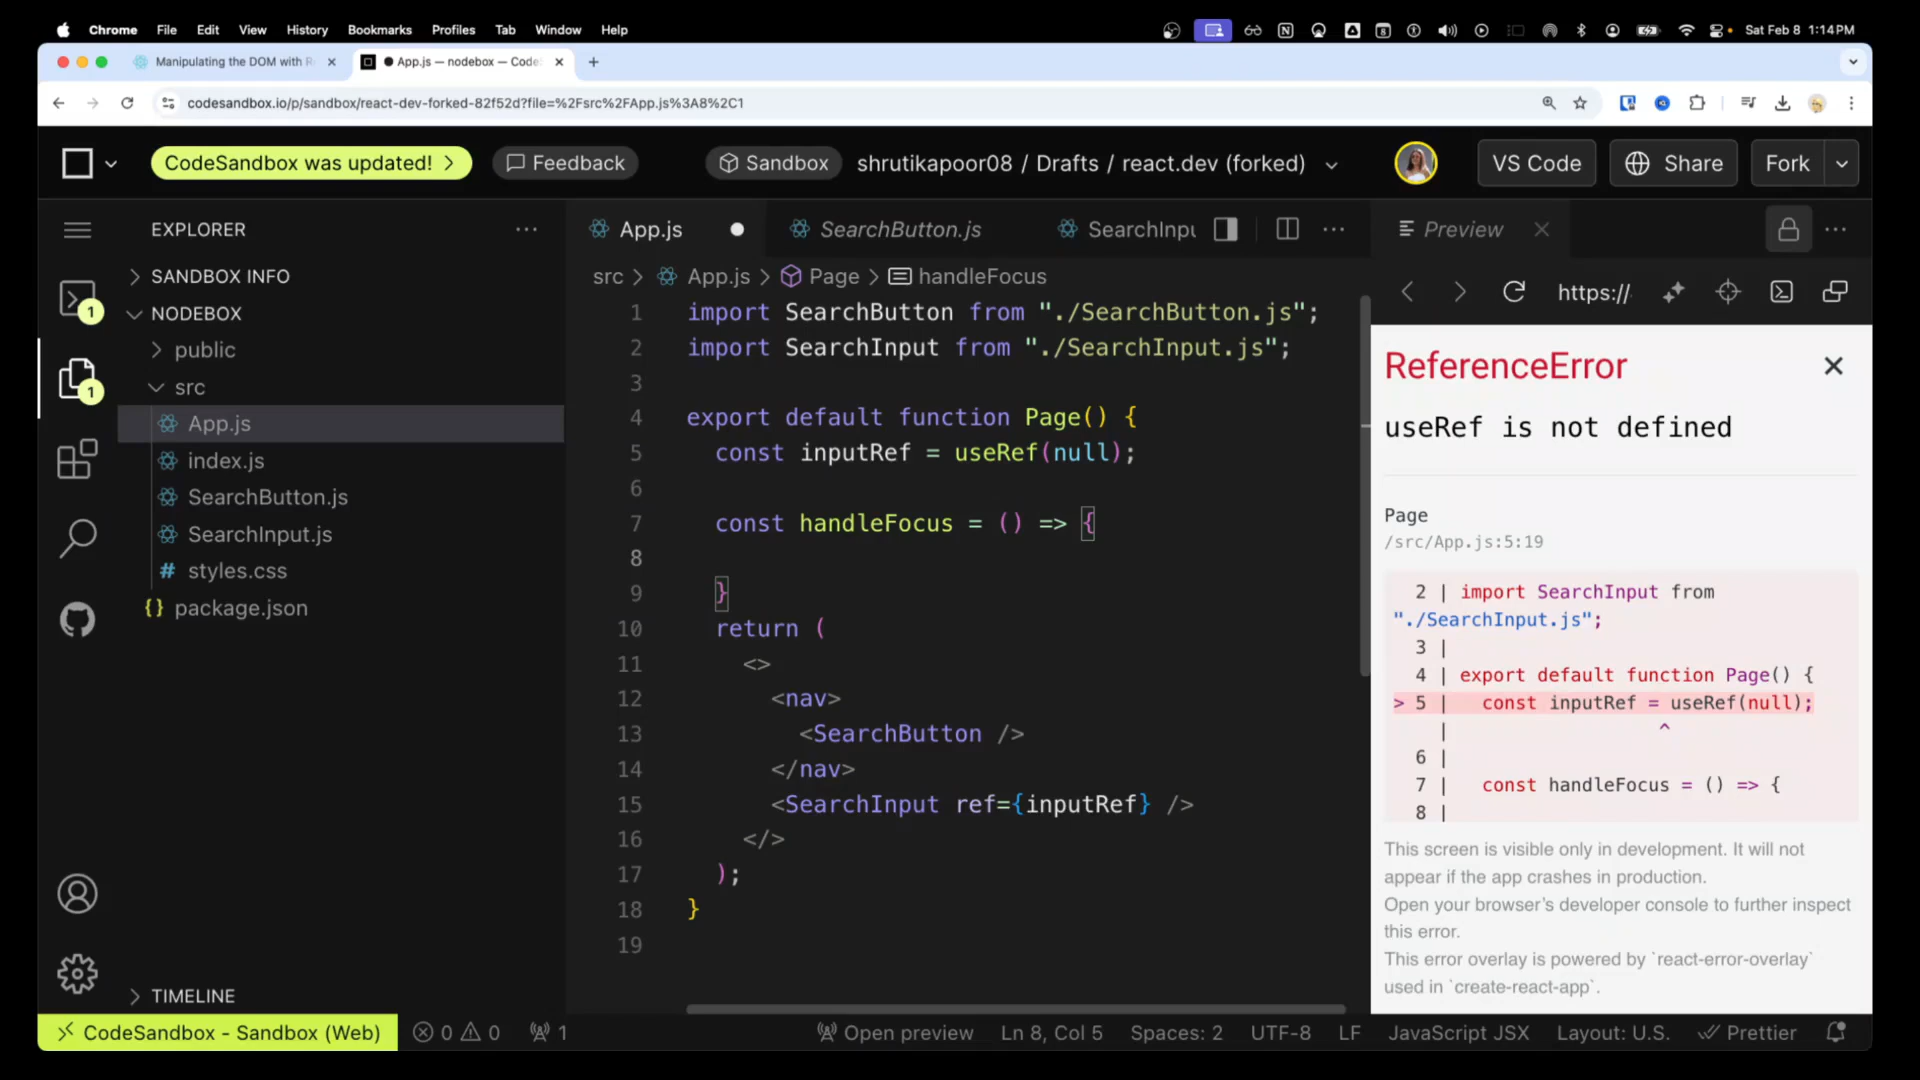 Chrome File Edit View History Bookmarks Profiles Tab Window Help Sat Feb 8 1:14PM
Manipulating the DOM with R
App.js — nodebox — Code
codesandbox.io/p/sandbox/react-dev-forked-82f52d?file=%2Fsrc%2FApp.js%3A8%2C1
CodeSandbox was updated!
Feedback
Sandbox
shrutikapoor08 / Drafts / react.dev (forked)
VS Code
Share
Fork
EXPLORER
SANDBOX INFO
NODEBOX
public
src
App.js
index.js
SearchButton.js
SearchInput.js
styles.css
package.json
TIMELINE
1
1
App.js
SearchButton.js
SearchInpu
src > App.js > Page > handleFocus
1 import SearchButton from "./SearchButton.js";
2 import SearchInput from "./SearchInput.js";
3
4 export default function Page() {
5 const inputRef = useRef(null);
6
7 const handleFocus = () => {
8
9 }
10 return (
11 <>
12 <nav>
13 <SearchButton />
14 </nav>
15 <SearchInput ref={inputRef} />
16 </>
17 );
18 }
19
Preview
https://
ReferenceError
useRef is not defined
Page
/src/App.js:5:19
2 | import SearchInput from
"./SearchInput.js";
3 |
4 | export default function Page() {
> 5 | const inputRef = useRef(null);
| ^
6 |
7 | const handleFocus = () => {
8 |
This screen is visible only in development. It will not
appear if the app crashes in production.
Open your browser’s developer console to further inspect
this error.
This error overlay is powered by `react-error-overlay`
used in `create-react-app`.
CodeSandbox - Sandbox (Web) 0 0 1 Open preview Ln 8, Col 5 Spaces: 2 UTF-8 LF JavaScript JSX Layout: U.S. Prettier